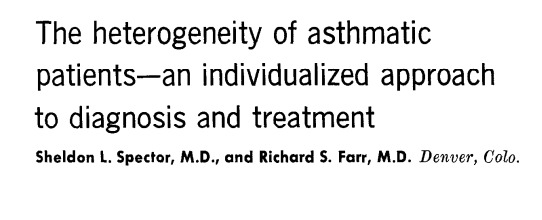 The heterogeneity of asthmatic
patients—an individualized approach
to diagnosis and treatment
Sheldon L. Spector, M.D., and Richard S. Farr, M.D. Denver, Colo.